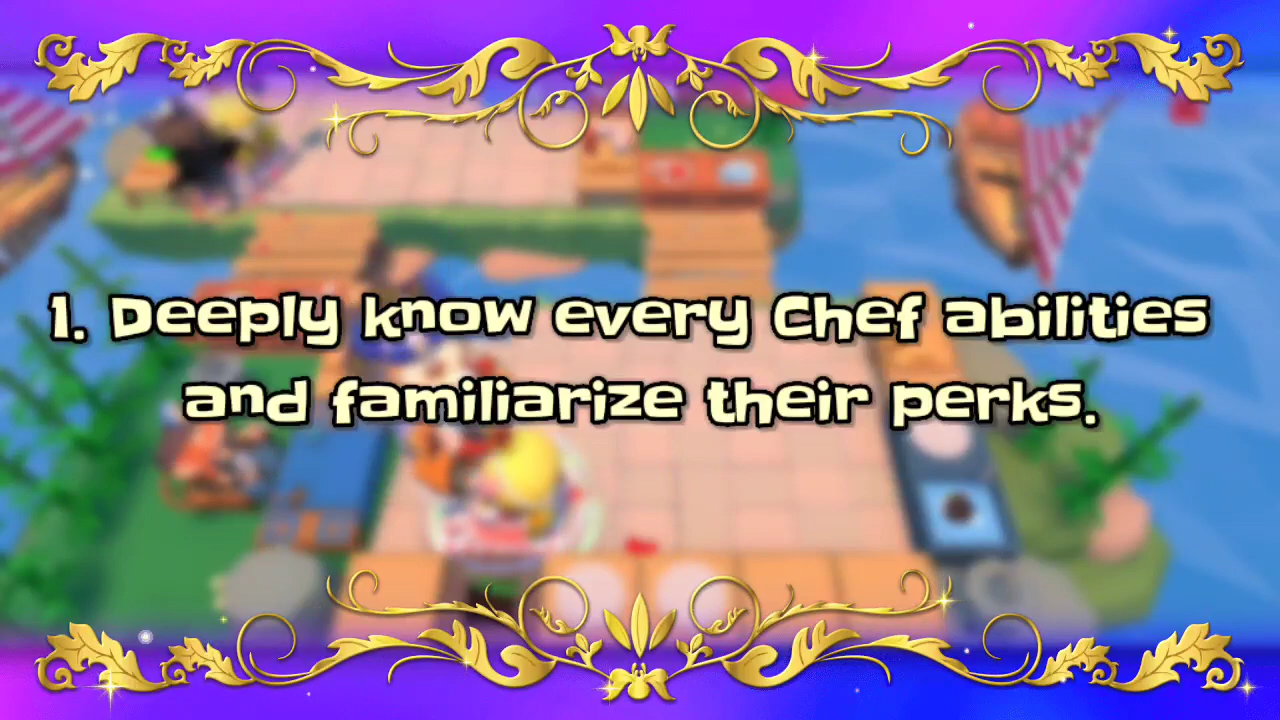 1. Deeply know every Chef abilities
and familiarize their perks.